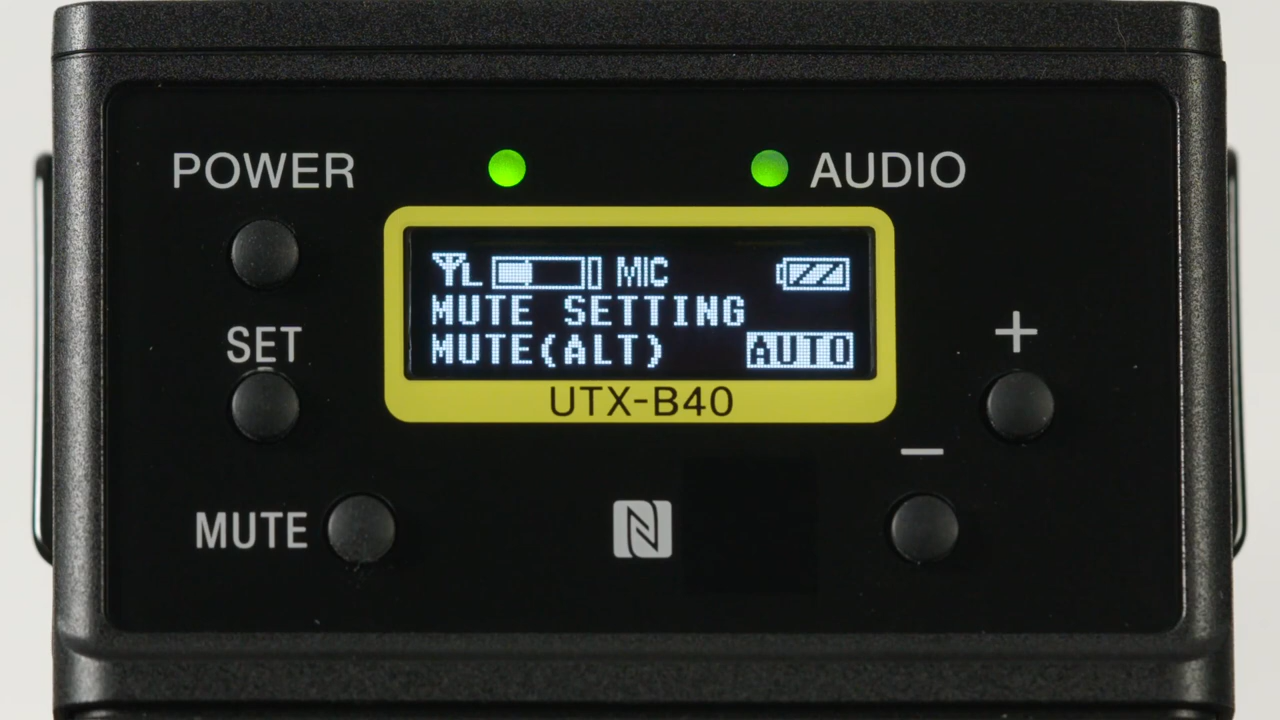 POWER
AUDIO
L MIC
MUTE SETTING
MUTE(ALT) AUTO
UTX-B40
SET
+
−
MUTE
N